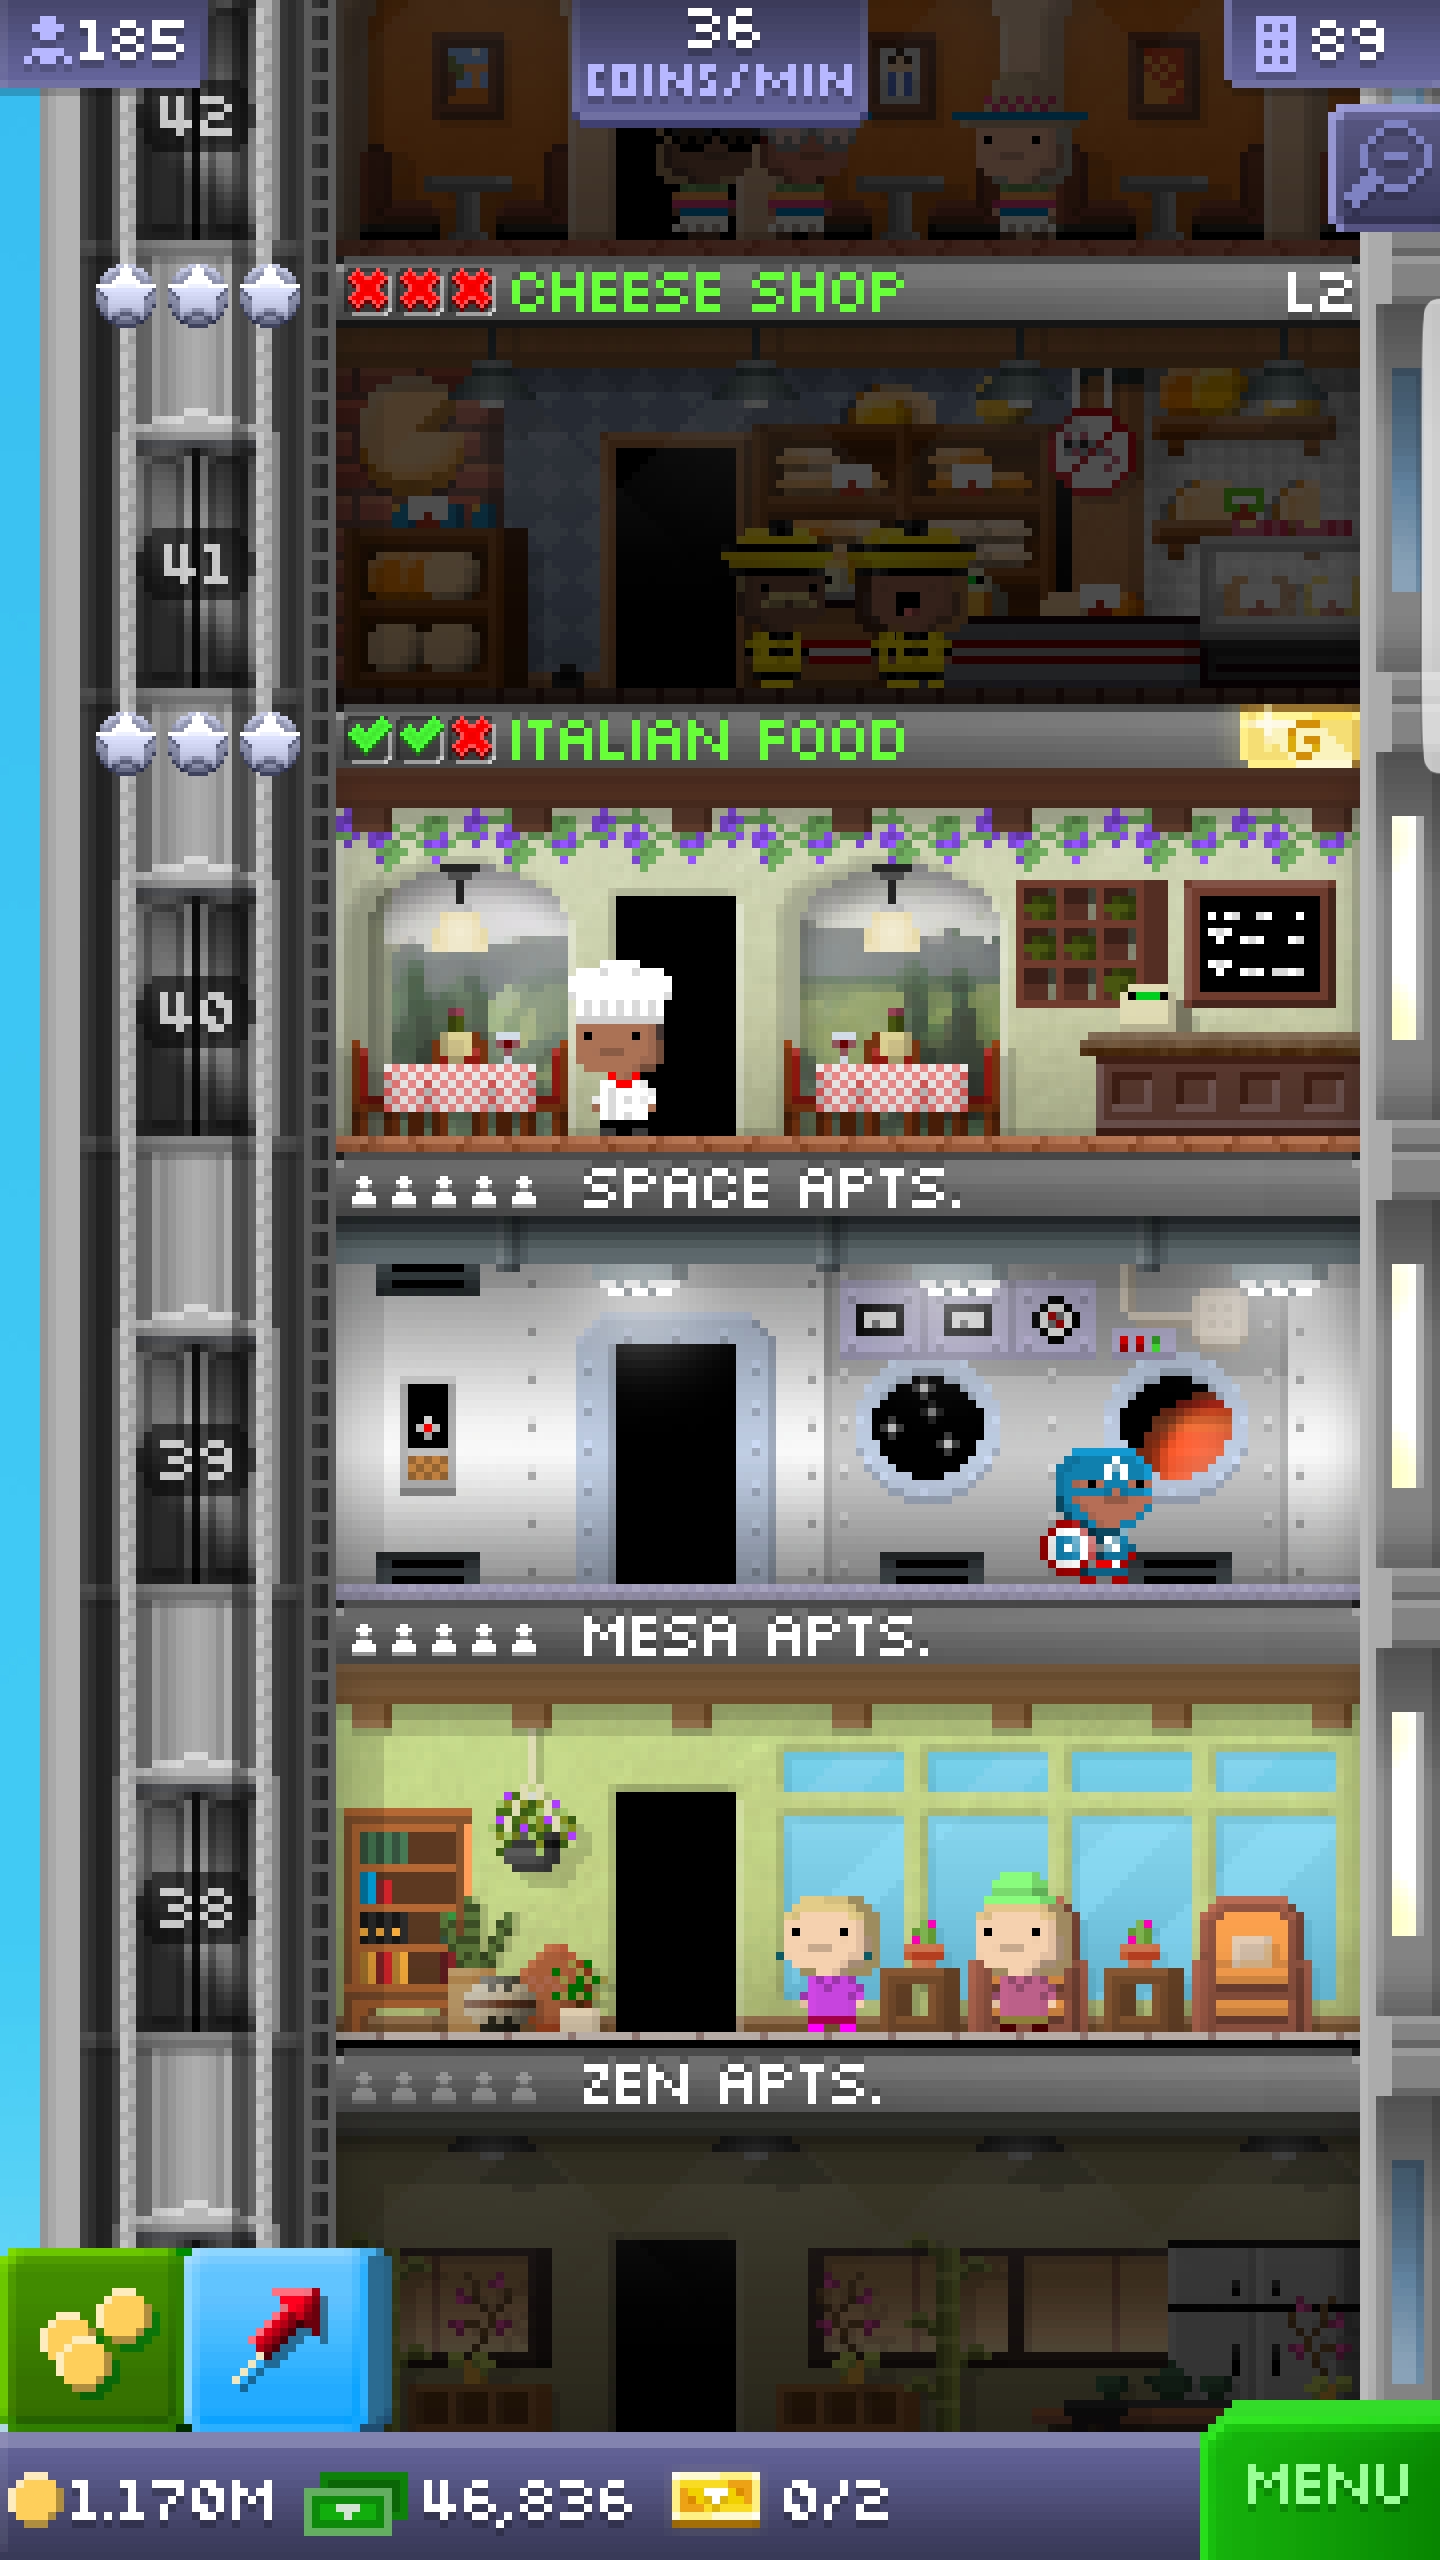 185
36
COINS/MIN
89
42
CHEESE SHOP L2
41
ITALIAN FOOD G
40
SPACE APTS.
39
A
MESA APTS.
38
ZEN APTS.
1.170M 46,836 0/2
MENU